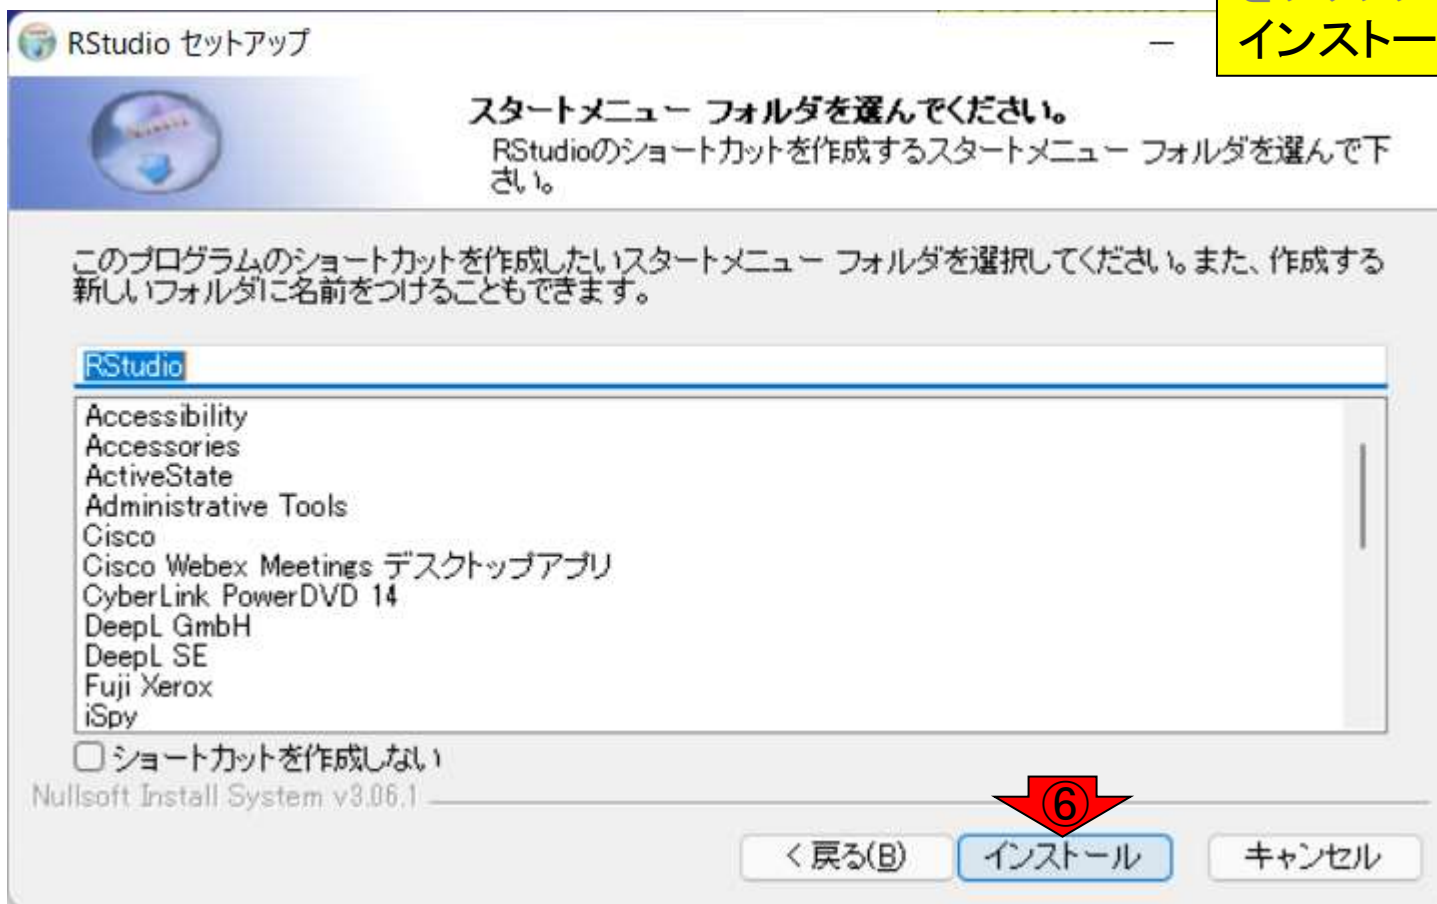 インストー
RStudio セットアップ
スタートメニュー フォルダを選んでください。
RStudioのショートカットを作成するスタートメニュー フォルダを選んで下
さい。
このプログラムのショートカットを作成したいスタートメニュー フォルダを選択してください。また、作成する
新しいフォルダに名前をつけることもできます。
RStudio
Accessibility
Accessories
ActiveState
Administrative Tools
Cisco
Cisco Webex Meetings デスクトップアプリ
CyberLink PowerDVD 14
DeepL GmbH
DeepL SE
Fuji Xerox
iSpy
ショートカットを作成しない
Nullsoft Install System v3.06.1
⑥
< 戻る(B) インストール キャンセル